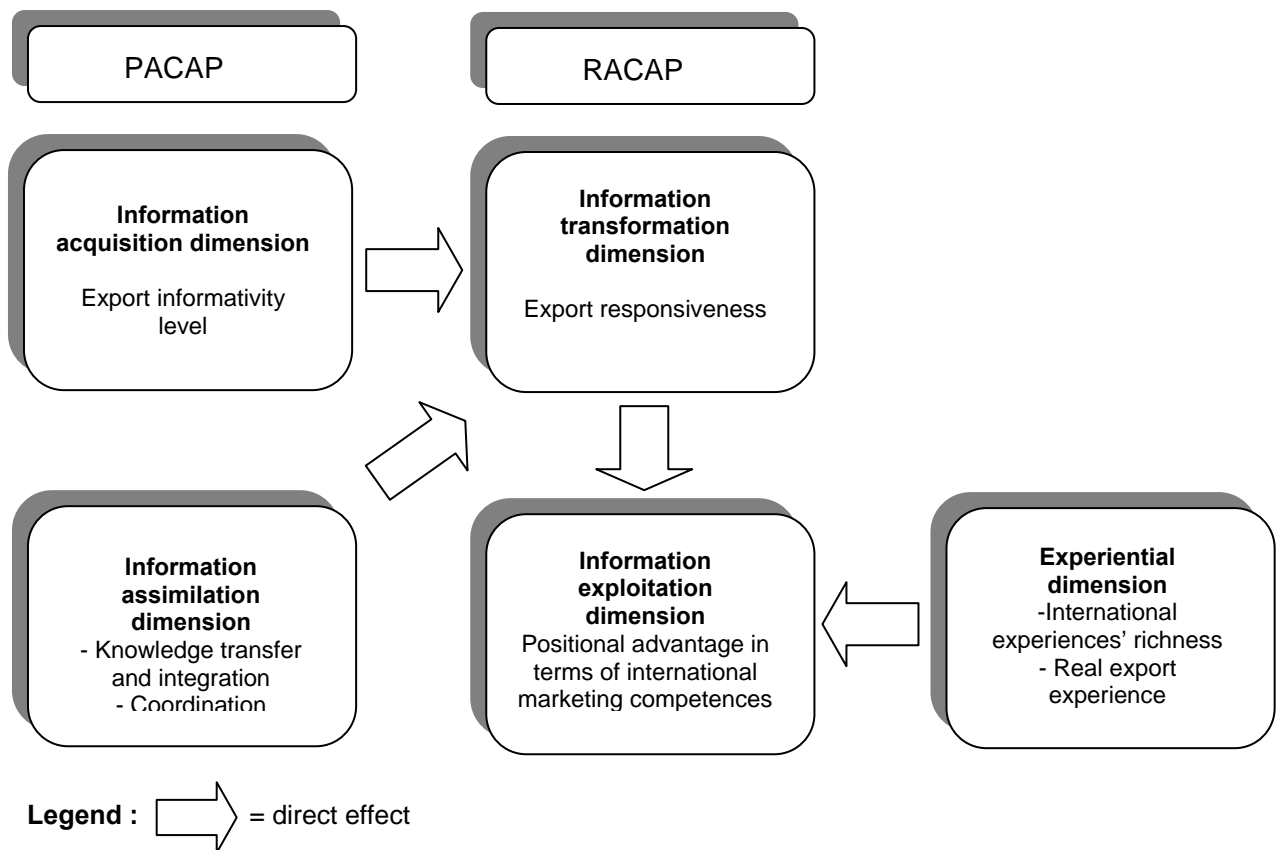 PACAP
RACAP
Information
acquisition dimension
Export informativity
level
Information
transformation
dimension
Export responsiveness
Information
assimilation
dimension
- Knowledge transfer
and integration
- Coordination
Information
exploitation
dimension
Positional advantage in
terms of international
marketing competences
Experiential
dimension
-International
experiences’ richness
- Real export
experience
Legend : = direct effect